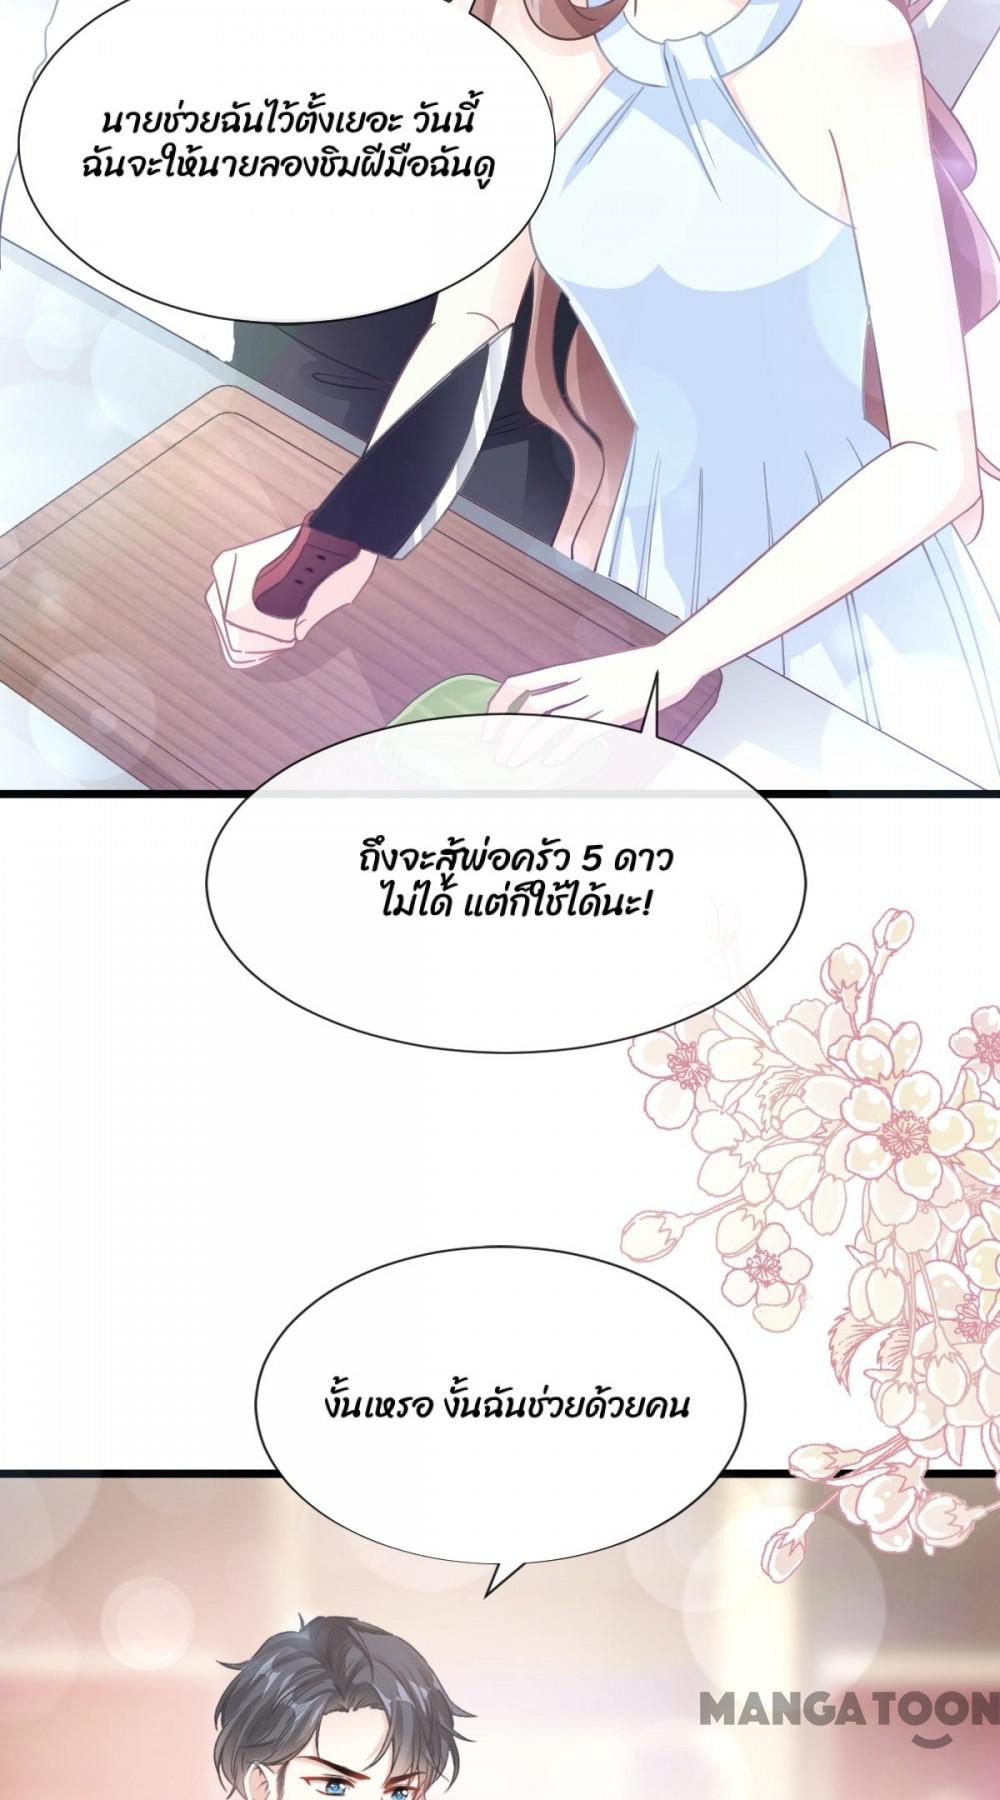 นายช่วยฉันไว้ตั้งเยอะ วันนี้
ฉันจะให้นายลองชิมฝีมือฉันดู
ถึงจะสู้พ่อครัว 5 ดาว
ไม่ได้ แต่ก็ใช้ได้นะ!
งั้นเหรอ งั้นฉันช่วยด้วยคน
MANGATOON